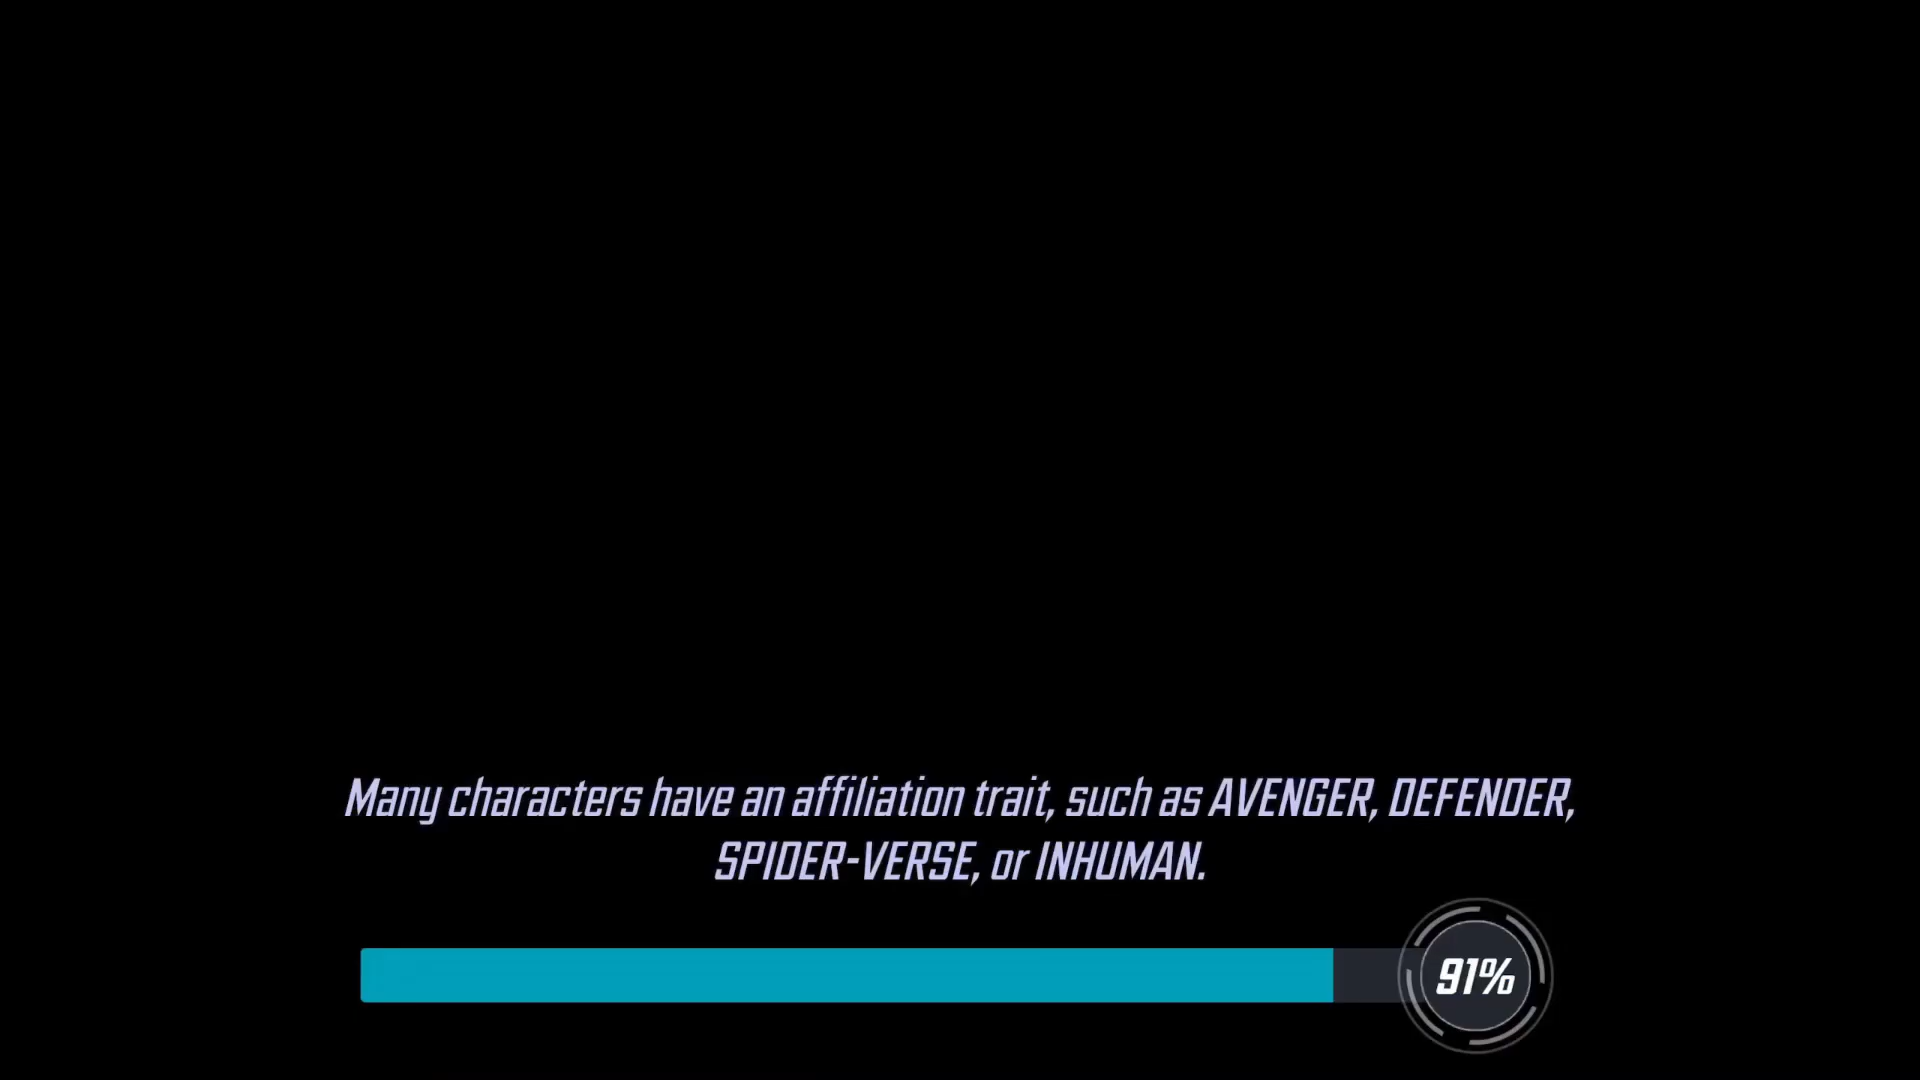 Many characters have an affiliation trait, such as AVENGER, DEFENDER,
SPIDER-VERSE, or INHUMAN.
91%